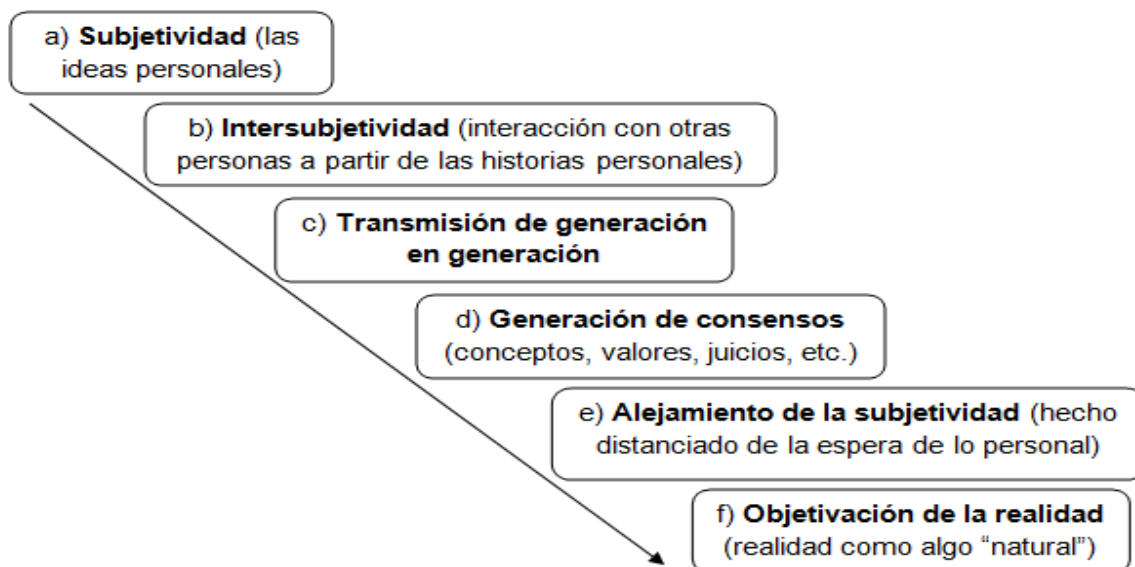 a) Subjetividad (las
ideas personales)
b) Intersubjetividad (interacción con otras
personas a partir de las historias personales)
c) Transmisión de generación
en generación
d) Generación de consensos
(conceptos, valores, juicios, etc.)
e) Alejamiento de la subjetividad (hecho
distanciado de la espera de lo personal)
f) Objetivación de la realidad
(realidad como algo “natural”)